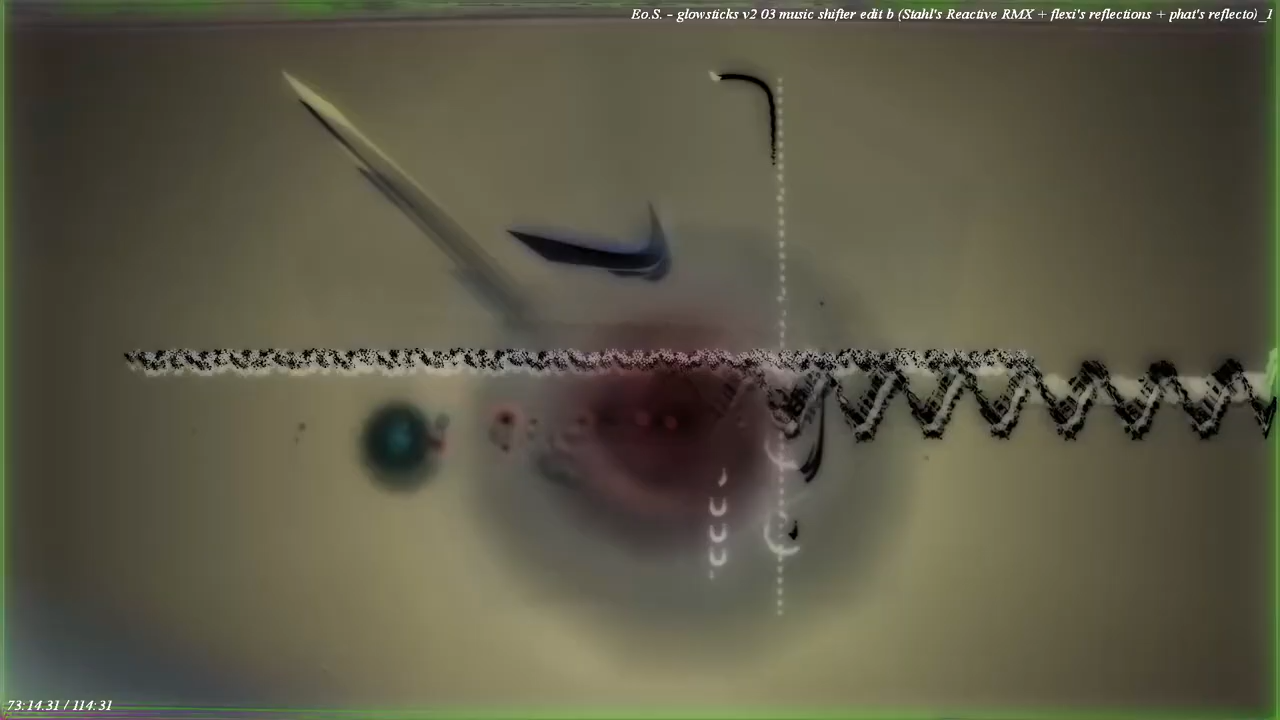 Eo.S. - glowsticks v2 03 music shifter edit b (Stahl's Reactive RMX + flexi's reflections + phat's reflecto)_1
73:14.31 / 114:31